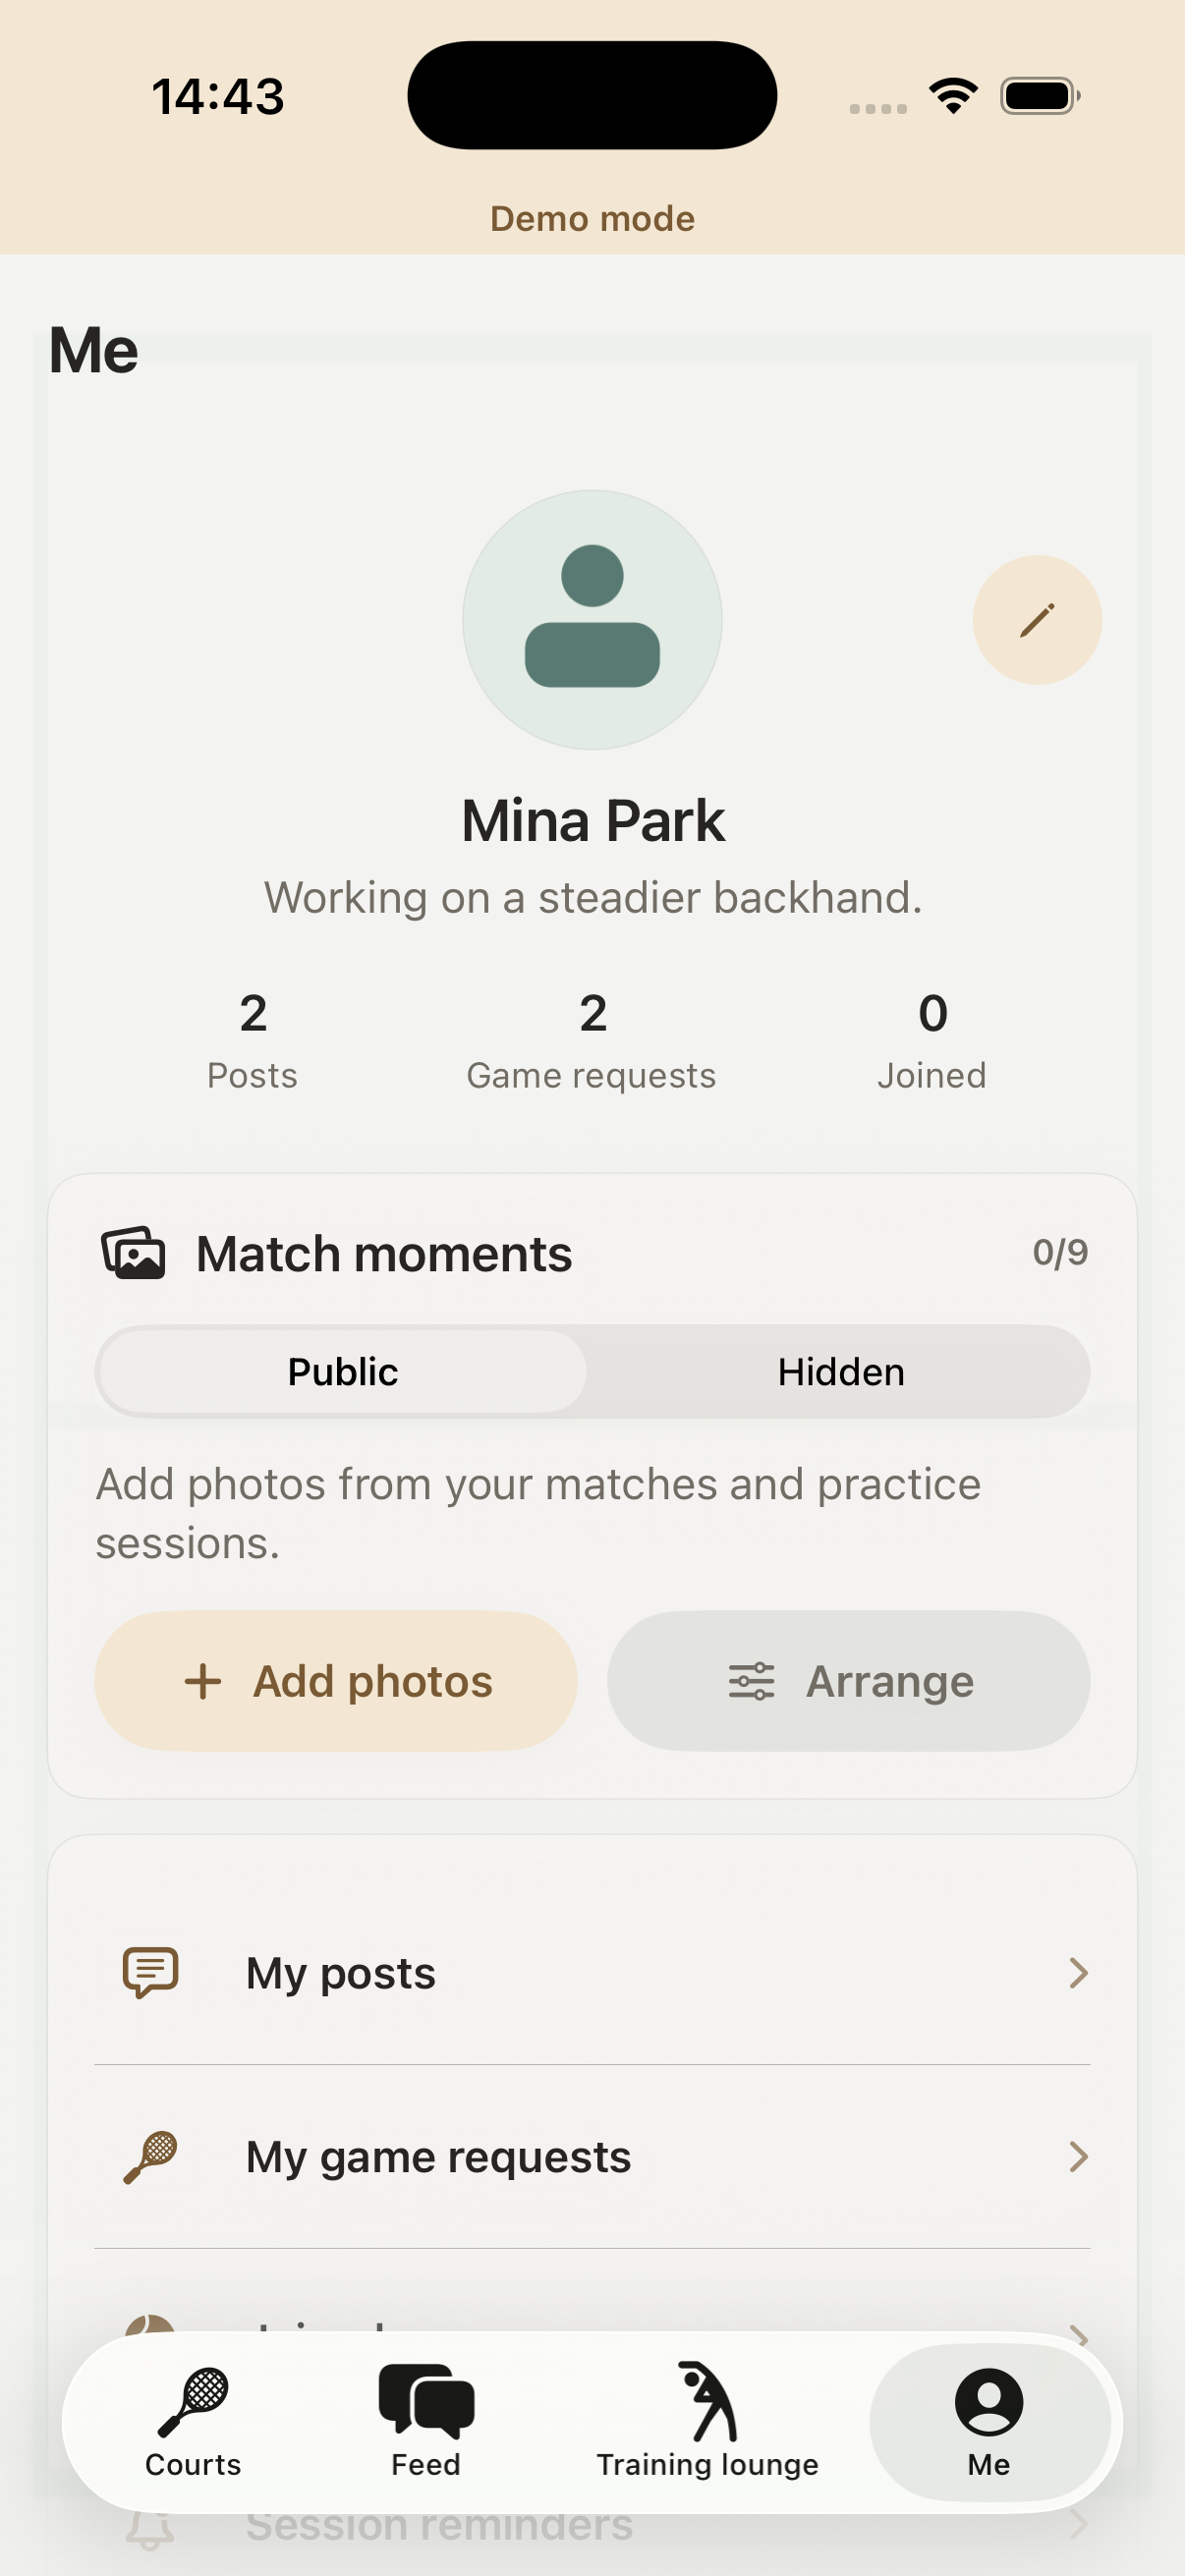 14:43
Demo mode
Me
Mina Park
Working on a steadier backhand.
2
Posts
2
Game requests
0
Joined
Match moments
0/9
Public
Hidden
Add photos from your matches and practice
sessions.
Add photos
Arrange
My posts
My game requests
Courts
Feed
Training lounge
Me
Session reminders